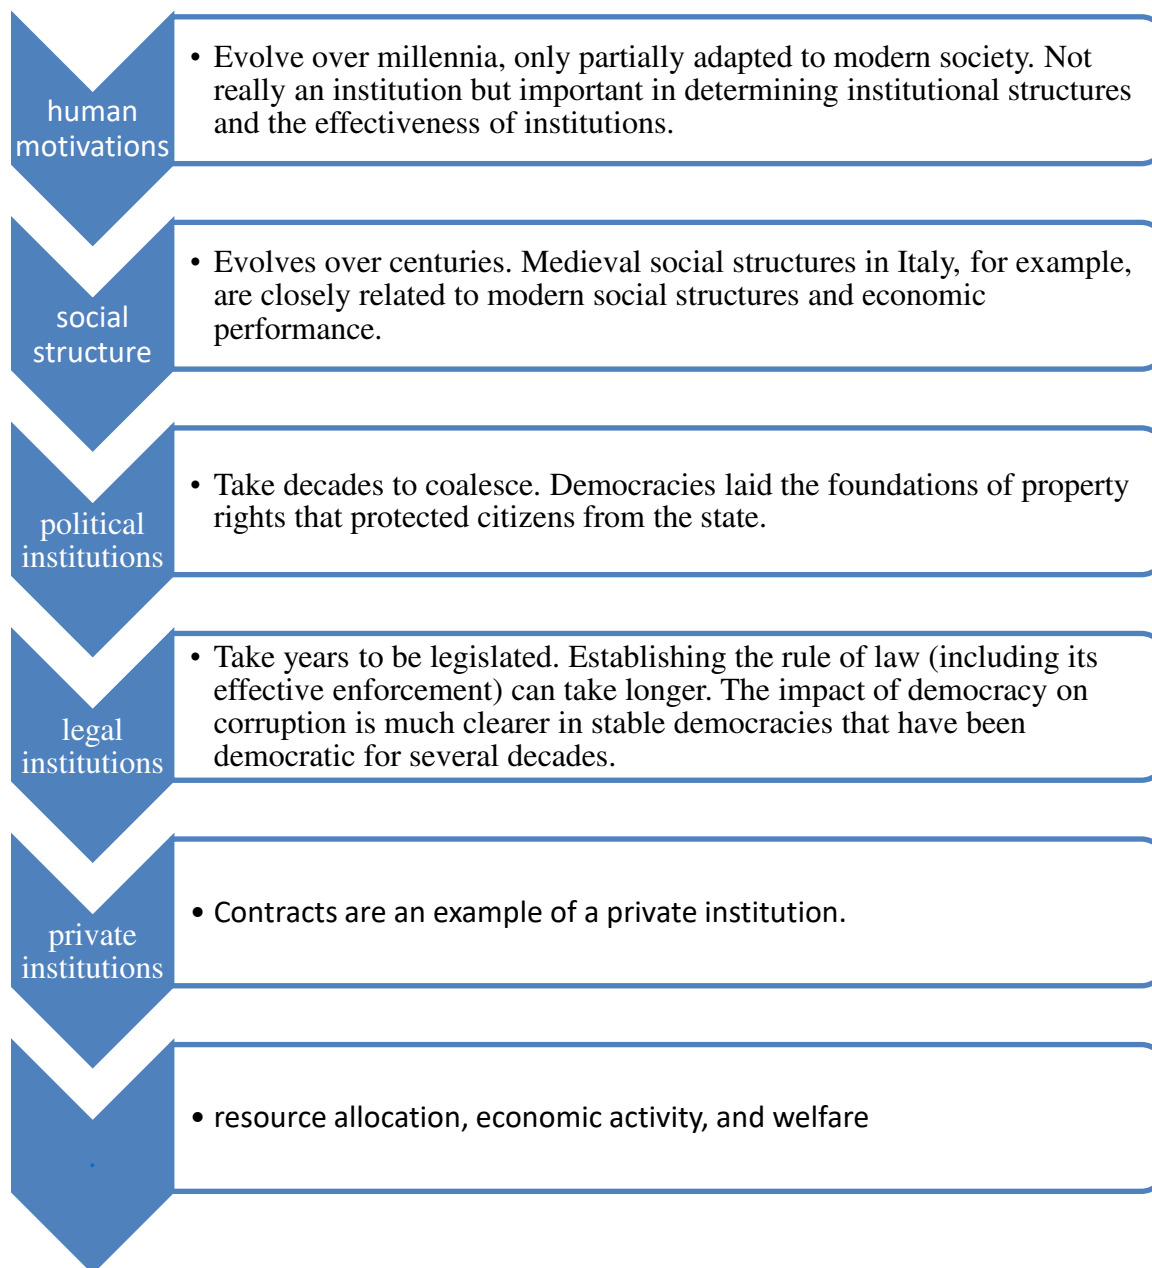 human
motivations
• Evolve over millennia, only partially adapted to modern society. Not
really an institution but important in determining institutional structures
and the effectiveness of institutions.
social
structure
• Evolves over centuries. Medieval social structures in Italy, for example,
are closely related to modern social structures and economic
performance.
political
institutions
• Take decades to coalesce. Democracies laid the foundations of property
rights that protected citizens from the state.
legal
institutions
• Take years to be legislated. Establishing the rule of law (including its
effective enforcement) can take longer. The impact of democracy on
corruption is much clearer in stable democracies that have been
democratic for several decades.
private
institutions
• Contracts are an example of a private institution.
.
• resource allocation, economic activity, and welfare